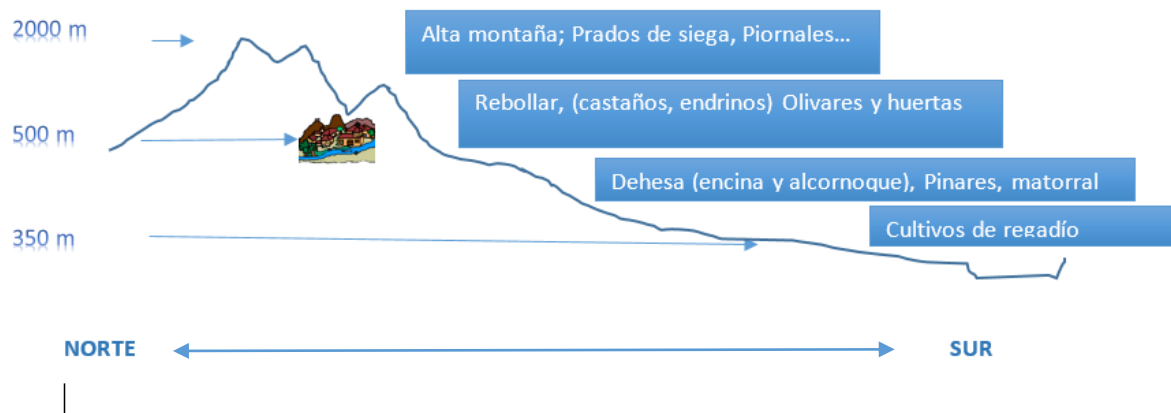 2000 m
Alta montaña; Prados de siega, Piornales...
Rebollar, (castaños, endrinos) Olivares y huertas
500 m
Dehesa (encina y alcornoque), Pinares, matorral
350 m
Cultivos de regadío
NORTE
SUR